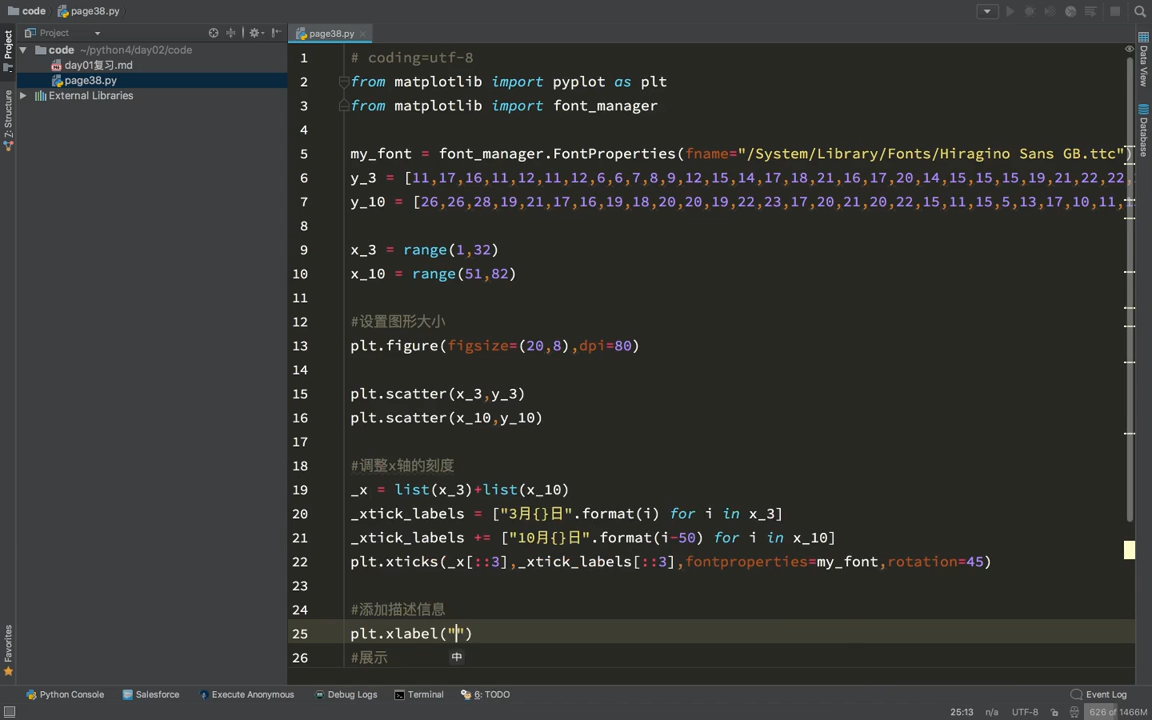 code
page38.py
Project
page38.py
code ~/python4/day02/code
day01复习.md
page38.py
External Libraries
Project
Z: Structure
Favorites
Data View
Database
1 # coding=utf-8
2 from matplotlib import pyplot as plt
3 from matplotlib import font_manager
4
5 my_font = font_manager.FontProperties(fname="/System/Library/Fonts/Hiragino Sans GB.ttc")
6 y_3 = [11,17,16,11,12,11,12,6,6,7,8,9,12,15,14,17,18,21,16,17,20,14,15,15,15,19,21,22,22,
7 y_10 = [26,26,28,19,21,17,16,19,18,20,20,19,22,23,17,20,21,20,22,15,11,15,5,13,17,10,11,
8
9 x_3 = range(1,32)
10 x_10 = range(51,82)
11
12 #设置图形大小
13 plt.figure(figsize=(20,8),dpi=80)
14
15 plt.scatter(x_3,y_3)
16 plt.scatter(x_10,y_10)
17
18 #调整x轴的刻度
19 _x = list(x_3)+list(x_10)
20 _xtick_labels = ["3月{}日".format(i) for i in x_3]
21 _xtick_labels += ["10月{}日".format(i-50) for i in x_10]
22 plt.xticks(_x[::3],_xtick_labels[::3],fontproperties=my_font,rotation=45)
23
24 #添加描述信息
25 plt.xlabel("")
26 #展示
中
Python Console
Salesforce
Execute Anonymous
Debug Logs
Terminal
6: TODO
Event Log
25:13
n/a
UTF-8
626 of 1466M